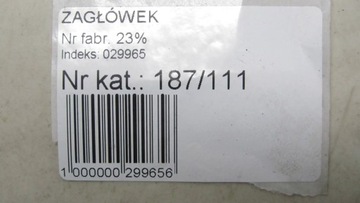 ZAGŁÓWEK
Nr fabr. 23%
Indeks: 029965
Nr kat.: 187/111
1 000000 299656